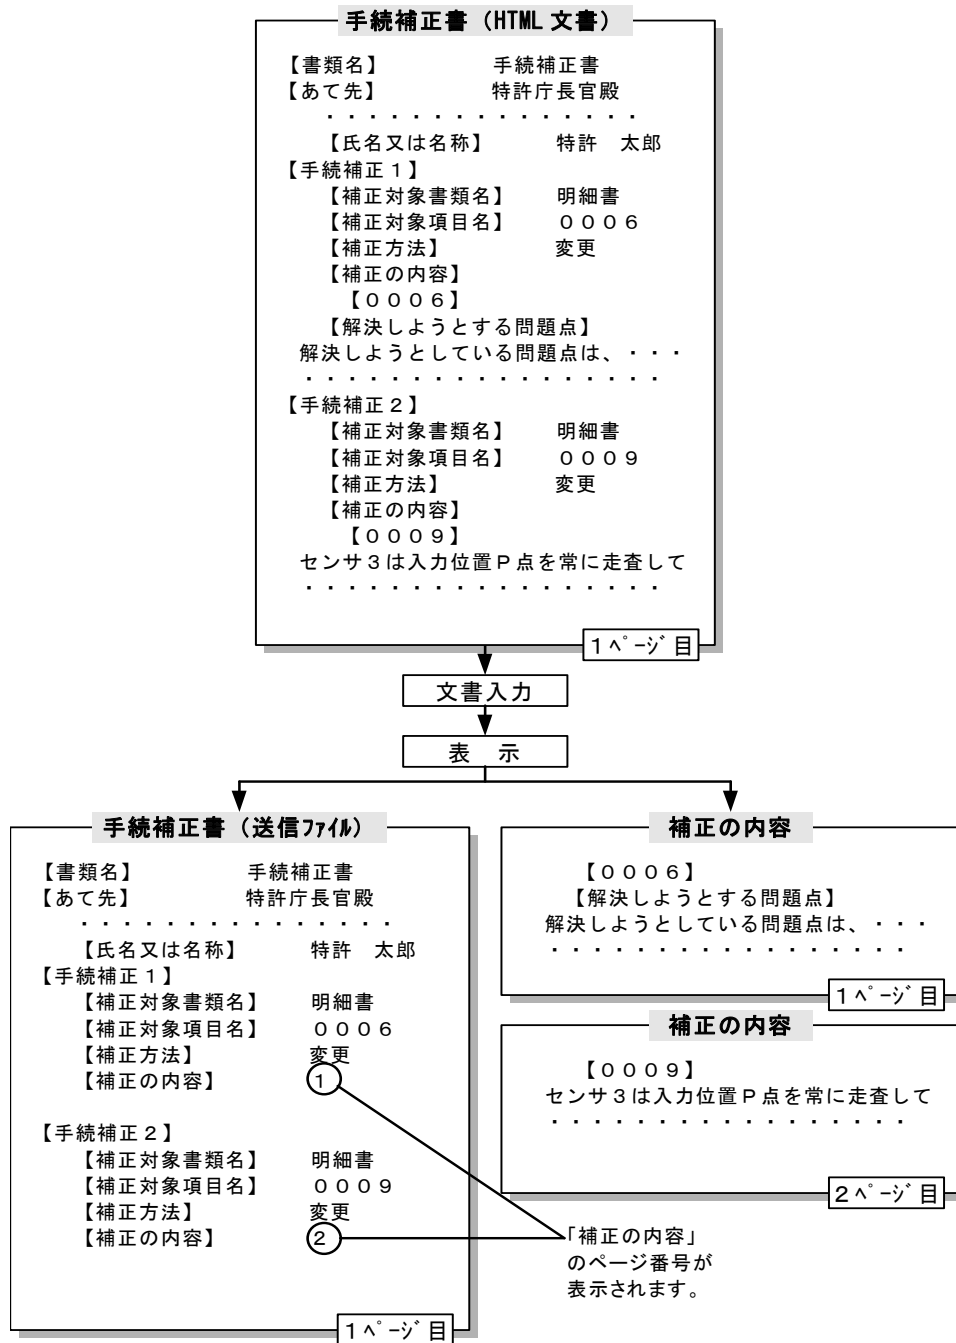 手続補正書（HTML文書）
【書類名】　手続補正書
【あて先】　特許庁長官殿
・・・・・・・・・・・・・・・
【氏名又は名称】　特許　太郎
【手続補正１】
【補正対象書類名】　明細書
【補正対象項目名】　０００６
【補正方法】　変更
【補正の内容】
【０００６】
【解決しようとする問題点】
解決しようとしている問題点は、・・・
・・・・・・・・・・・・・・・・・
【手続補正２】
【補正対象書類名】　明細書
【補正対象項目名】　０００９
【補正方法】　変更
【補正の内容】
【０００９】
センサ３は入力位置Ｐ点を常に走査して
・・・・・・・・・・・・・・・・・
１ﾍﾟｰｼﾞ目
文書入力
表　示
手続補正書（送信ﾌｧｲﾙ）
【書類名】　手続補正書
【あて先】　特許庁長官殿
・・・・・・・・・・・・・・・
【氏名又は名称】　特許　太郎
【手続補正１】
【補正対象書類名】　明細書
【補正対象項目名】　０００６
【補正方法】　変更
【補正の内容】　１
【手続補正２】
【補正対象書類名】　明細書
【補正対象項目名】　０００９
【補正方法】　変更
【補正の内容】　２
１ﾍﾟｰｼﾞ目
補正の内容
【０００６】
【解決しようとする問題点】
解決しようとしている問題点は、・・・
・・・・・・・・・・・・・・・・・
１ﾍﾟｰｼﾞ目
補正の内容
【０００９】
センサ３は入力位置Ｐ点を常に走査して
・・・・・・・・・・・・・・・・・
２ﾍﾟｰｼﾞ目
「補正の内容」
のページ番号が
表示されます。